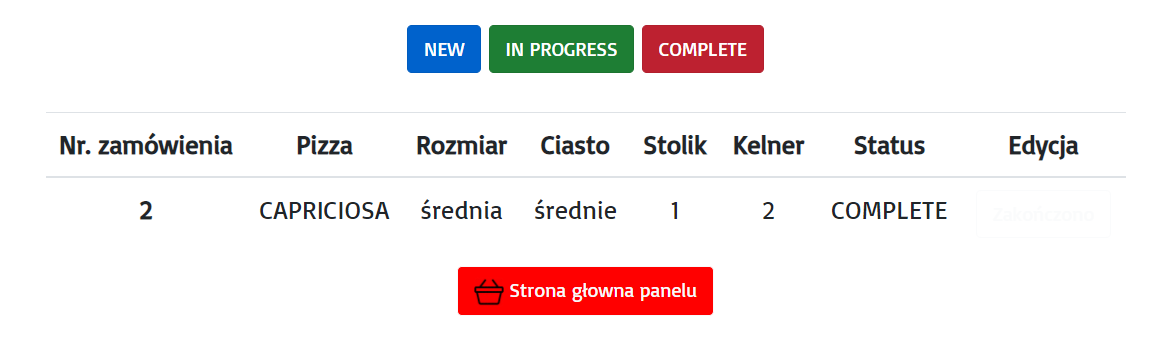 NEW IN PROGRESS COMPLETE
Nr. zamówienia Pizza Rozmiar Ciasto Stolik Kelner Status Edycja
2 CAPRICIOSA średnia średnie 1 2 COMPLETE Zakończono
Strona głowna panelu